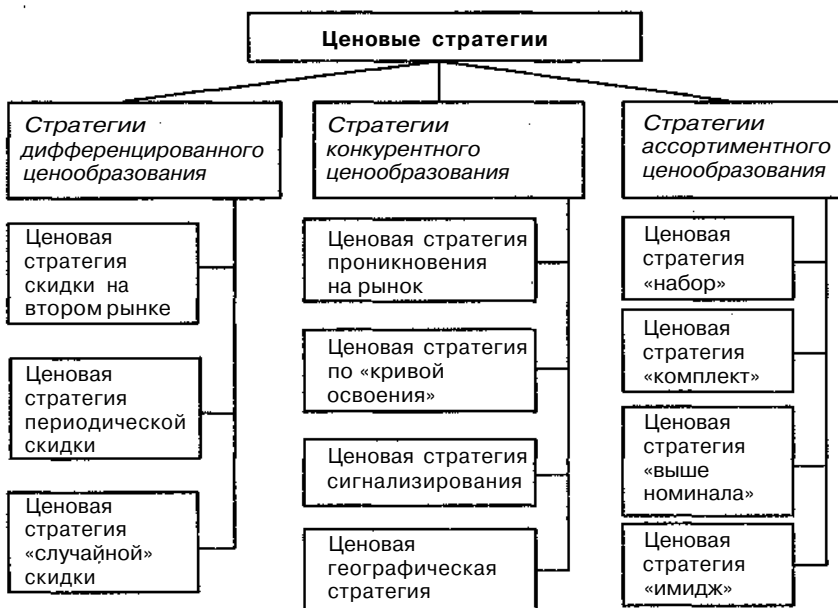 Ценовые стратегии
Стратегии
дифференцированного
ценообразования
Ценовая
стратегия
скидки на
втором рынке
Ценовая
стратегия
периодической
скидки
Ценовая
стратегия
«случайной»
скидки
Стратегии
конкурентного
ценообразования
Ценовая стратегия
проникновения
на рынок
Ценовая стратегия
по «кривой
освоения»
Ценовая стратегия
сигнализирования
Ценовая
географическая
стратегия
Стратегии
ассортиментного
ценообразования
Ценовая
стратегия
«набор»
Ценовая
стратегия
«комплект»
Ценовая
стратегия
«выше
номинала»
Ценовая
стратегия
«имидж»